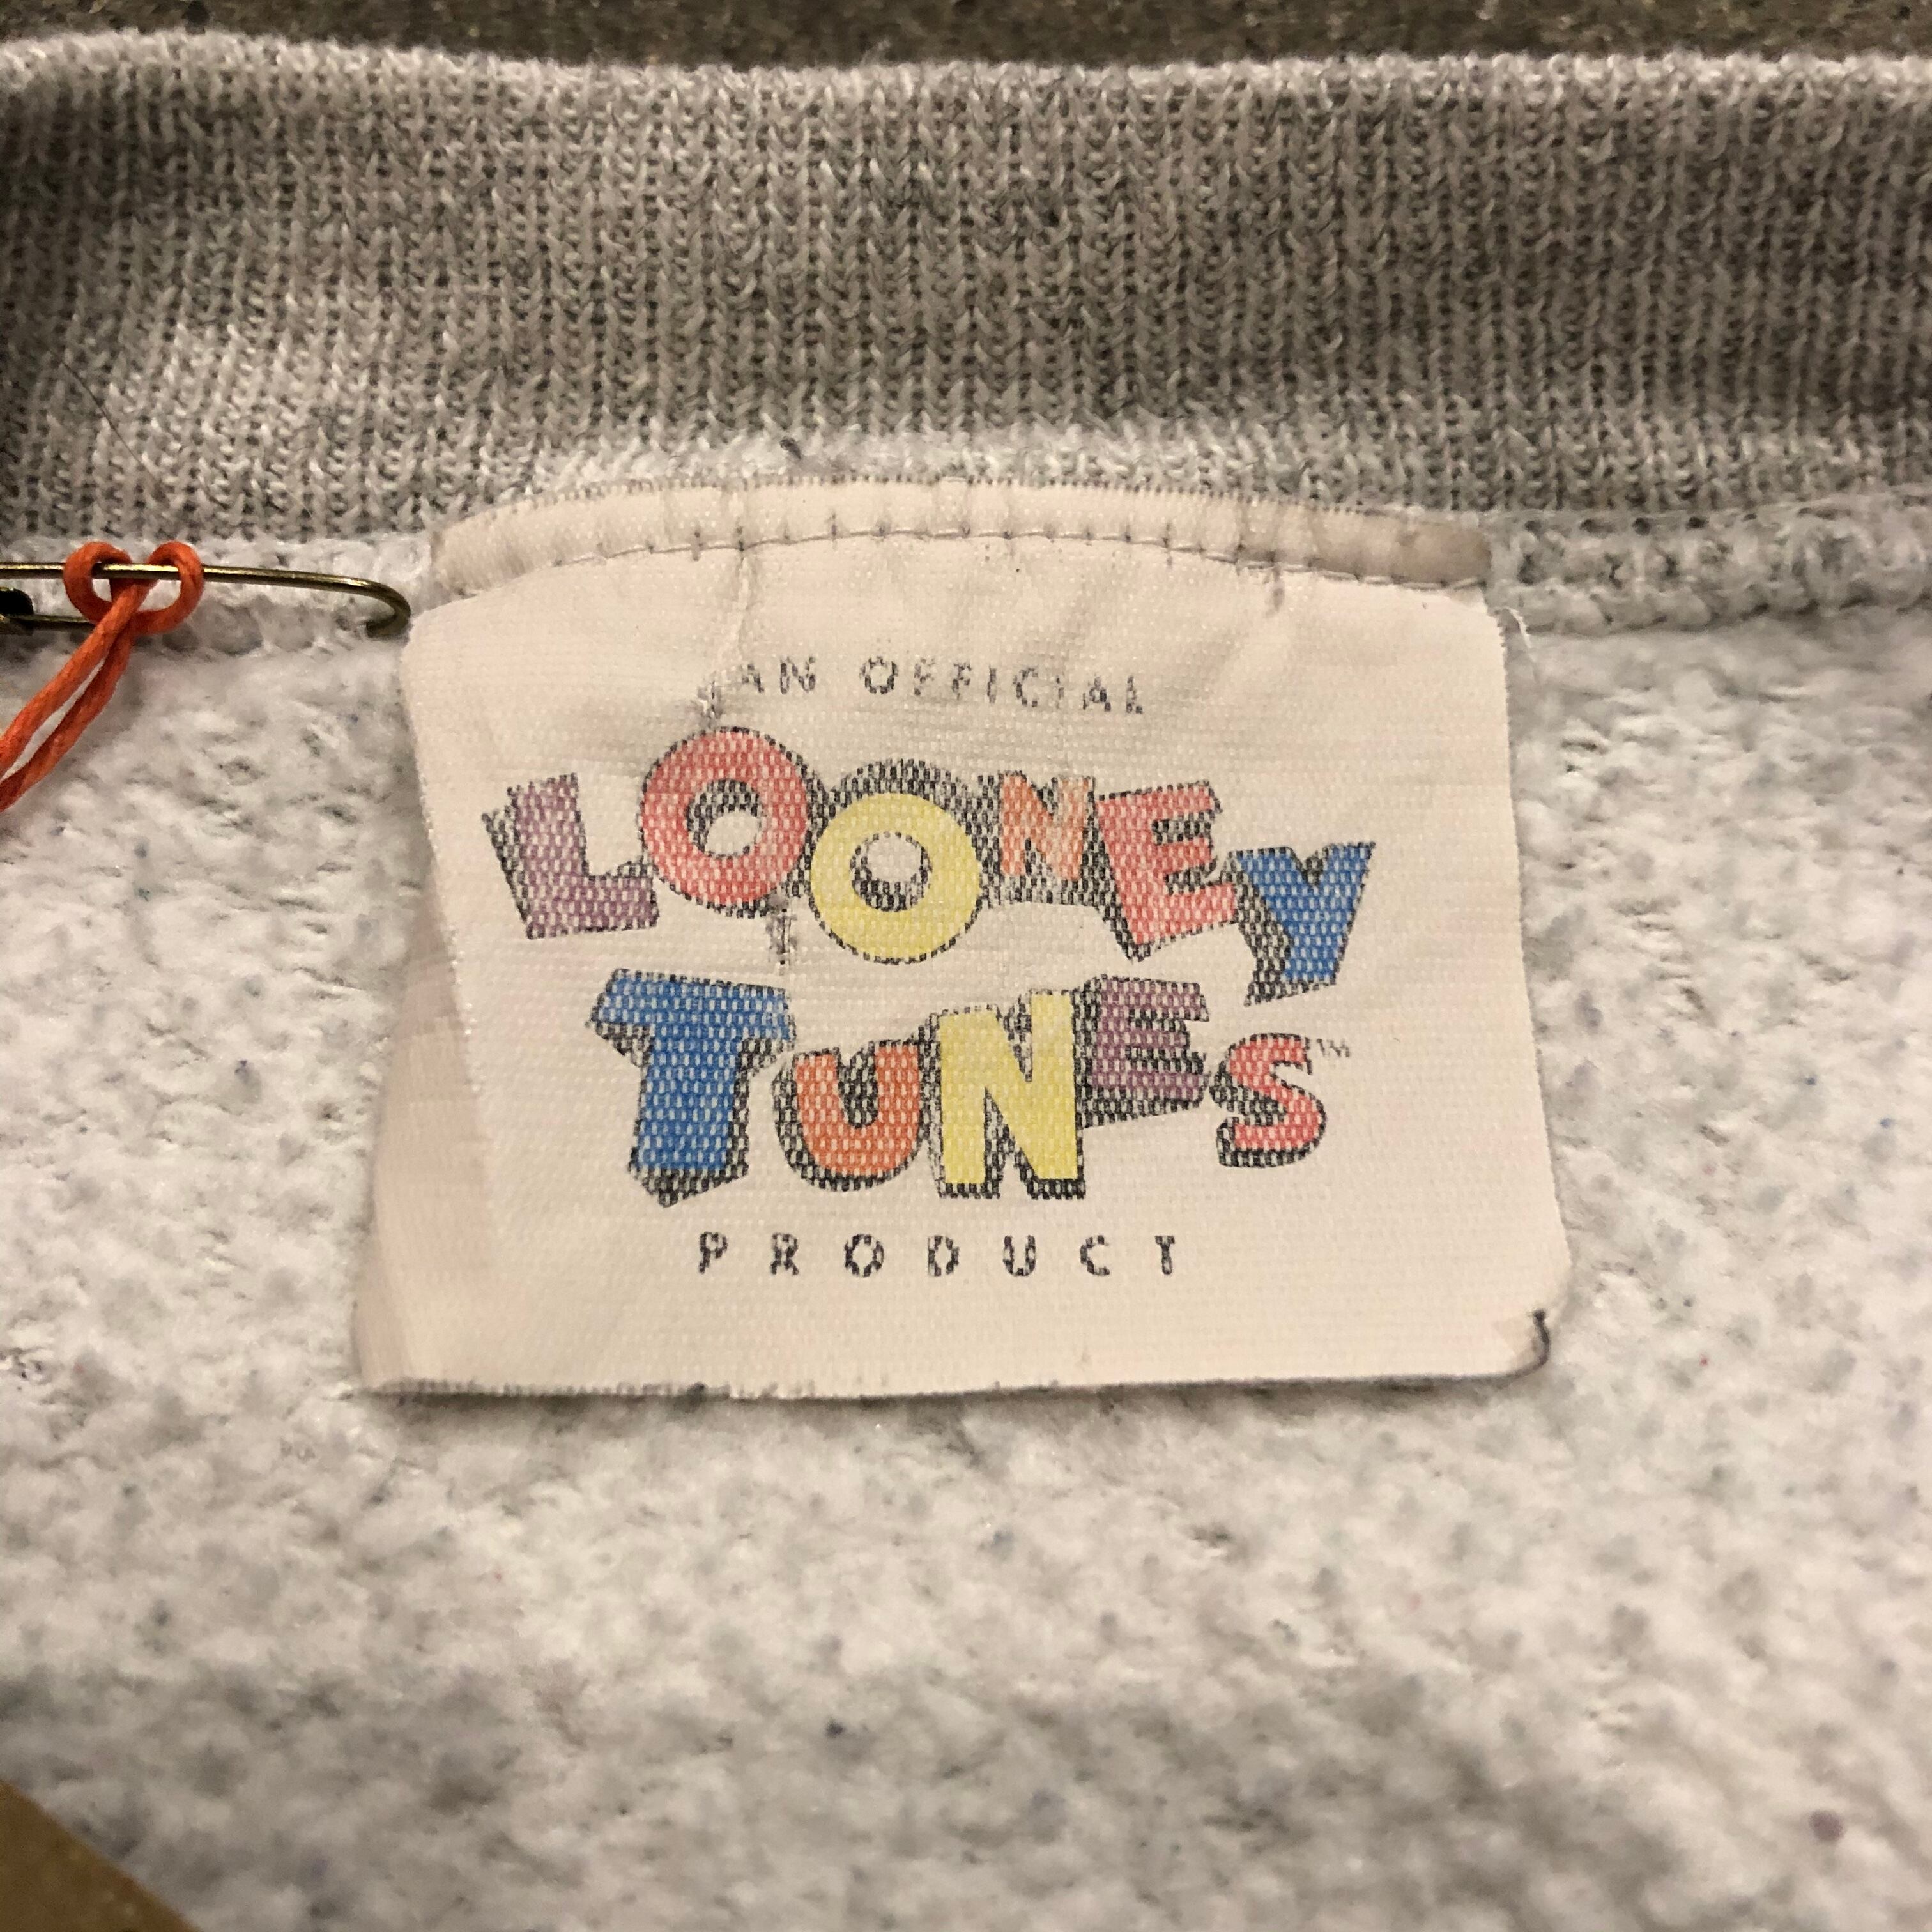 AN OFFICIAL
LOONEY
TUNES™
PRODUCT